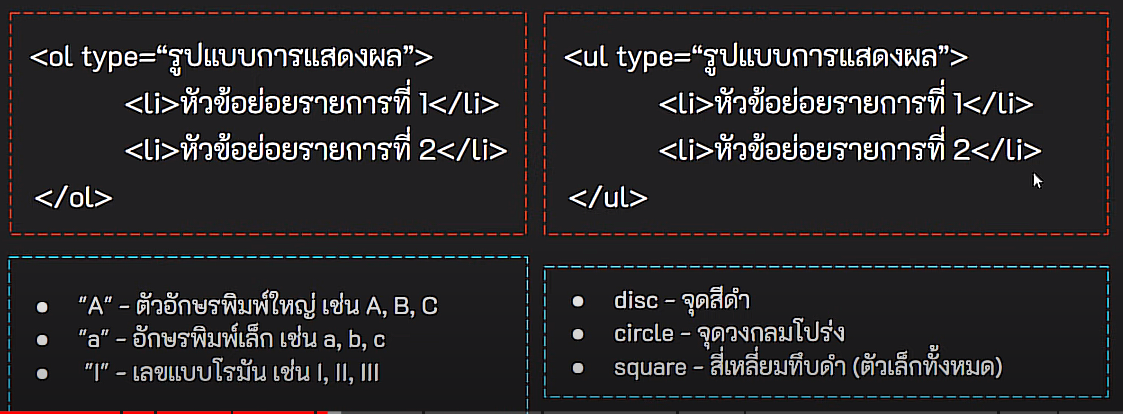 <ol type=“รูปแบบการแสดงผล”>
<li>หัวข้อย่อยรายการที่ 1</li>
<li>หัวข้อย่อยรายการที่ 2</li>
</ol>
<ul type=“รูปแบบการแสดงผล”>
<li>หัวข้อย่อยรายการที่ 1</li>
<li>หัวข้อย่อยรายการที่ 2</li>
</ul>
● "A" - ตัวอักษรพิมพ์ใหญ่ เช่น A, B, C
● "a" - อักษรพิมพ์เล็ก เช่น a, b, c
● "I" - เลขแบบโรมัน เช่น I, II, III
● disc - จุดสีดำ
● circle - จุดวงกลมโปร่ง
● square - สี่เหลี่ยมทึบดำ (ตัวเล็กทั้งหมด)